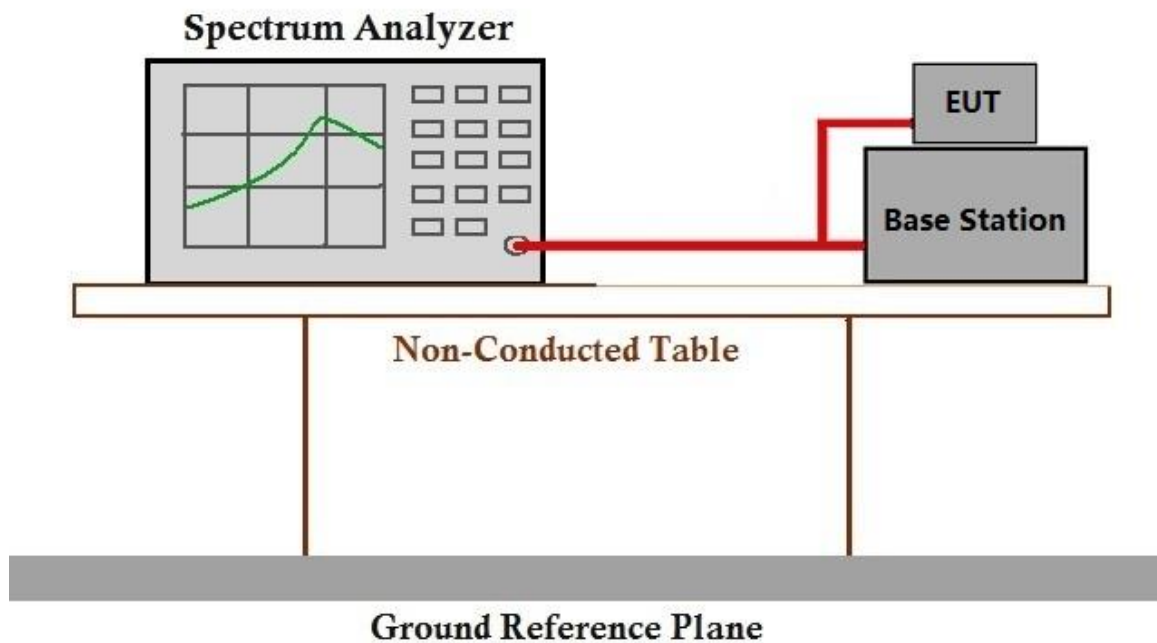 Spectrum Analyzer
EUT
Base Station
Non-Conducted Table
Ground Reference Plane